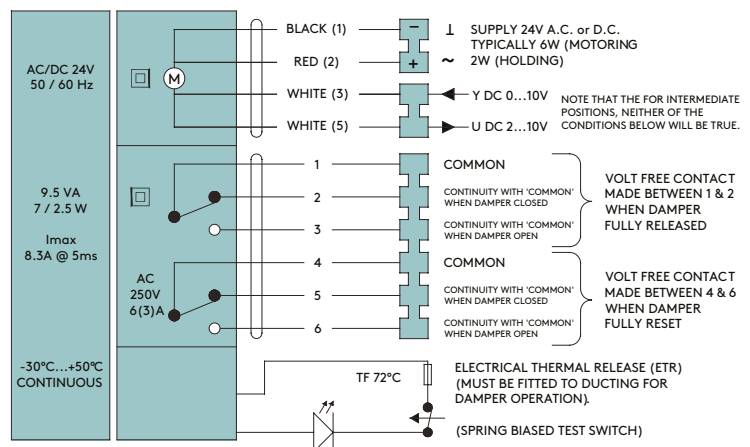 AC/DC 24V
50 / 60 Hz
9.5 VA
7 / 2.5 W
Imax
8.3A @ 5ms
-30°C...+50°C
CONTINUOUS
M
AC
250V
6(3)A
BLACK (1)
RED (2)
WHITE (3)
WHITE (5)
1
2
3
4
5
6
−
+
⊥
~
SUPPLY 24V A.C. or D.C.
TYPICALLY 6W (MOTORING
2W (HOLDING)
Y DC 0...10V
U DC 2...10V
NOTE THAT THE FOR INTERMEDIATE
POSITIONS, NEITHER OF THE
CONDITIONS BELOW WILL BE TRUE.
COMMON
CONTINUITY WITH 'COMMON'
WHEN DAMPER CLOSED
CONTINUITY WITH 'COMMON'
WHEN DAMPER OPEN
VOLT FREE CONTACT
MADE BETWEEN 1 & 2
WHEN DAMPER
FULLY RELEASED
COMMON
CONTINUITY WITH 'COMMON'
WHEN DAMPER CLOSED
CONTINUITY WITH 'COMMON'
WHEN DAMPER OPEN
VOLT FREE CONTACT
MADE BETWEEN 4 & 6
WHEN DAMPER
FULLY RESET
TF 72°C
ELECTRICAL THERMAL RELEASE (ETR)
(MUST BE FITTED TO DUCTING FOR
DAMPER OPERATION).
(SPRING BIASED TEST SWITCH)